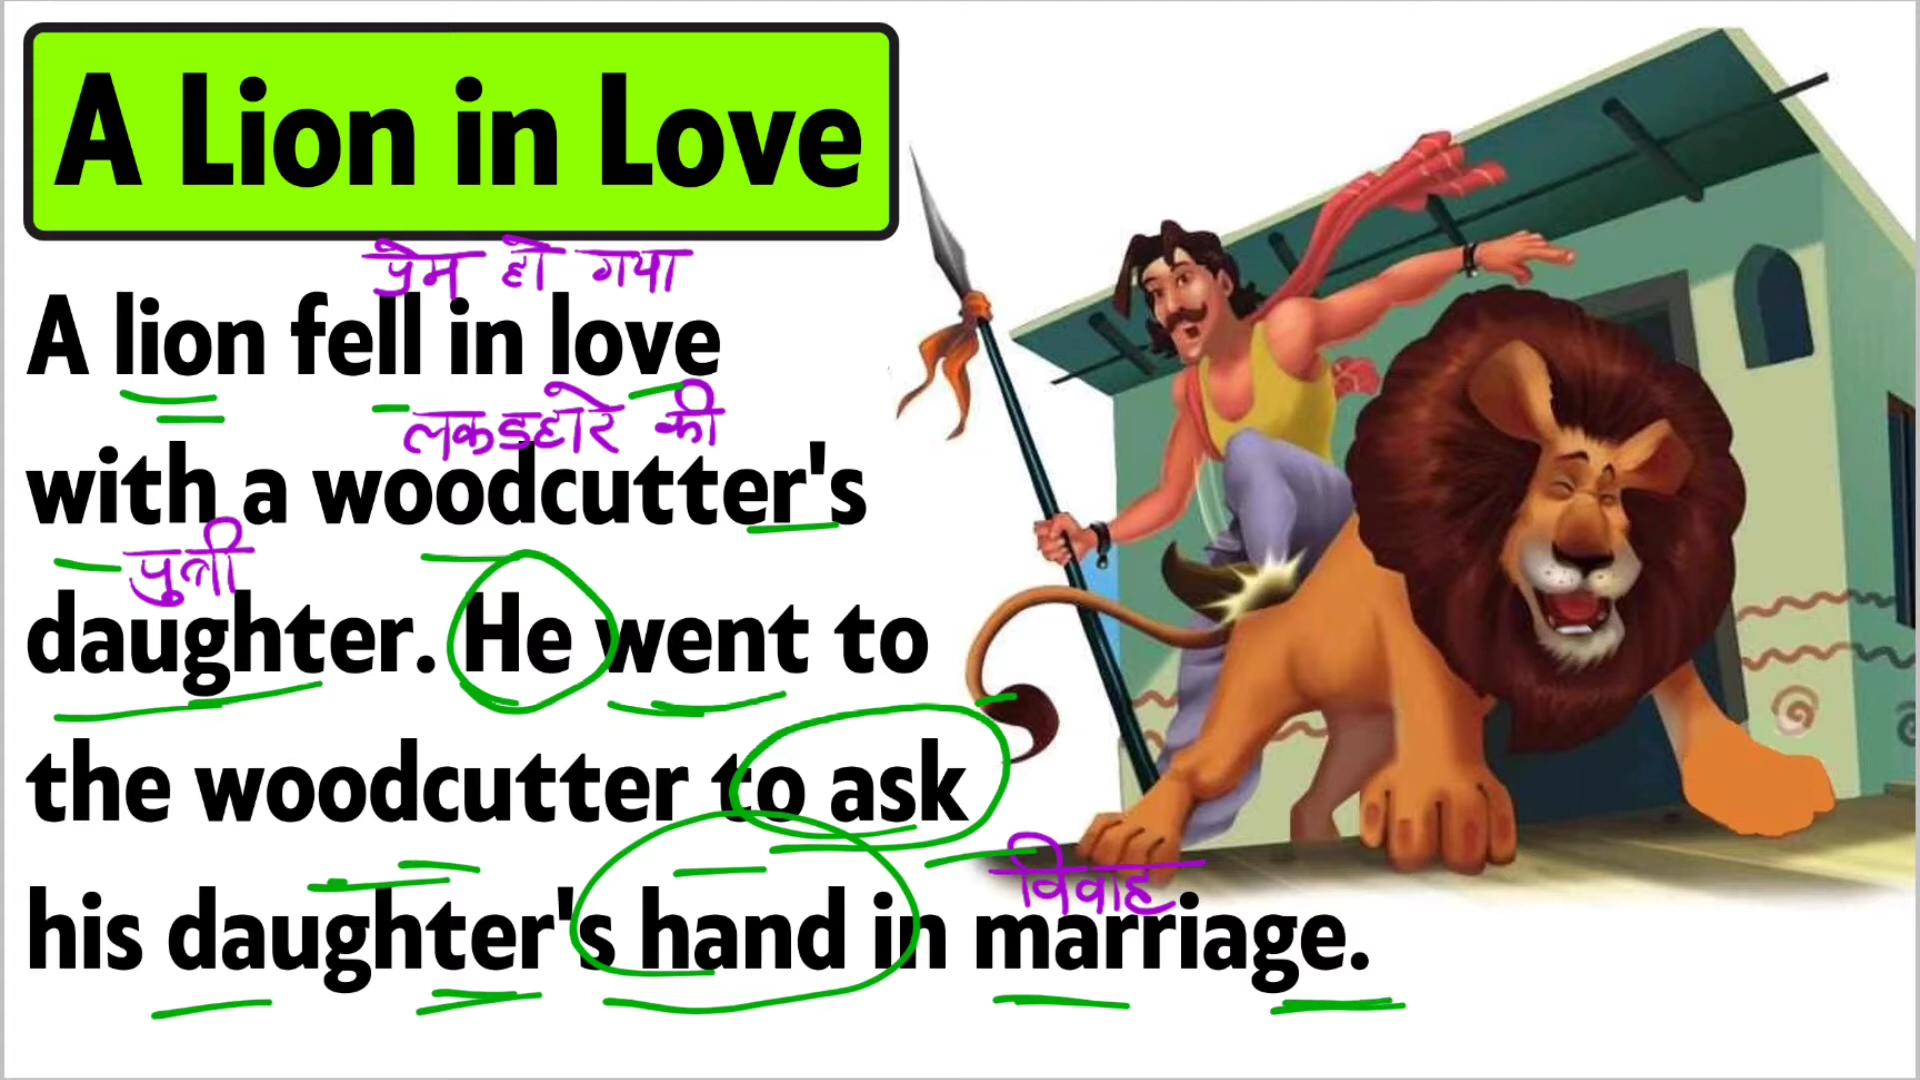 A Lion in Love
प्रेम हो गया
A lion fell in love
लकडहारे की
with a woodcutter's
पुत्री
daughter. He went to
the woodcutter to ask
विवाह
his daughter's hand in marriage.